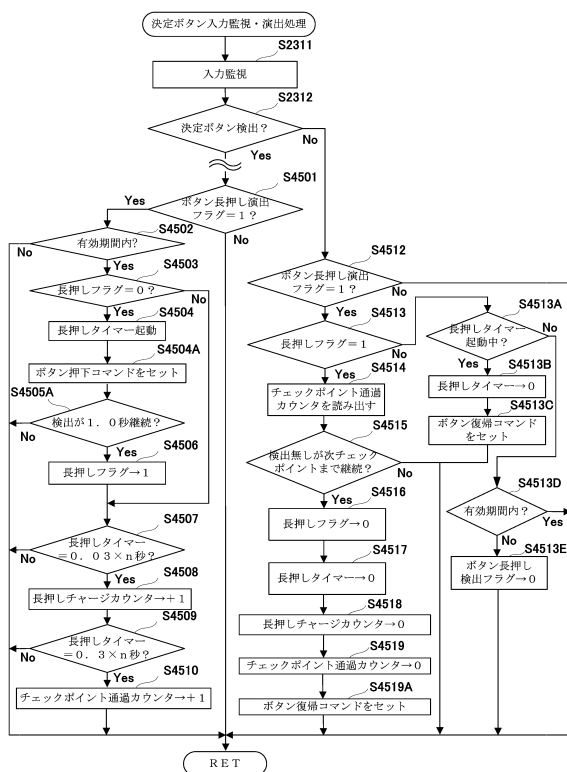 決定ボタン入力監視・演出処理
S2311
入力監視
S2312
決定ボタン検出?
Yes
No
S4501
ボタン長押し演出
フラグ=1?
Yes
No
S4502
有効期間内?
No
Yes
S4503
長押しフラグ=0?
Yes
No
S4504
長押しタイマー起動
S4504A
ボタン押下コマンドをセット
S4505A
検出が1.0秒継続?
No
Yes
S4506
長押しフラグ→1
S4507
長押しタイマー
=0.03×n秒?
No
Yes
S4508
長押しチャージカウンタ→+1
S4509
長押しタイマー
=0.3×n秒?
No
Yes
S4510
チェックポイント通過カウンター→+1
S4512
ボタン長押し演出
フラグ=1?
No
Yes
S4513
長押しフラグ=1
No
Yes
S4514
チェックポイント通過
カウンタを読み出す
S4515
検出無しが次チェック
ポイントまで継続?
No
Yes
S4516
長押しフラグ→0
S4517
長押しタイマー→0
S4518
長押しチャージカウンタ→0
S4519
チェックポイント通過カウンター→0
S4519A
ボタン復帰コマンドをセット
S4513A
長押しタイマー
起動中?
No
Yes
S4513B
長押しタイマー→0
S4513C
ボタン復帰コマンド
をセット
S4513D
有効期間内?
Yes
No
S4513E
ボタン長押し
検出フラグ→0
RET